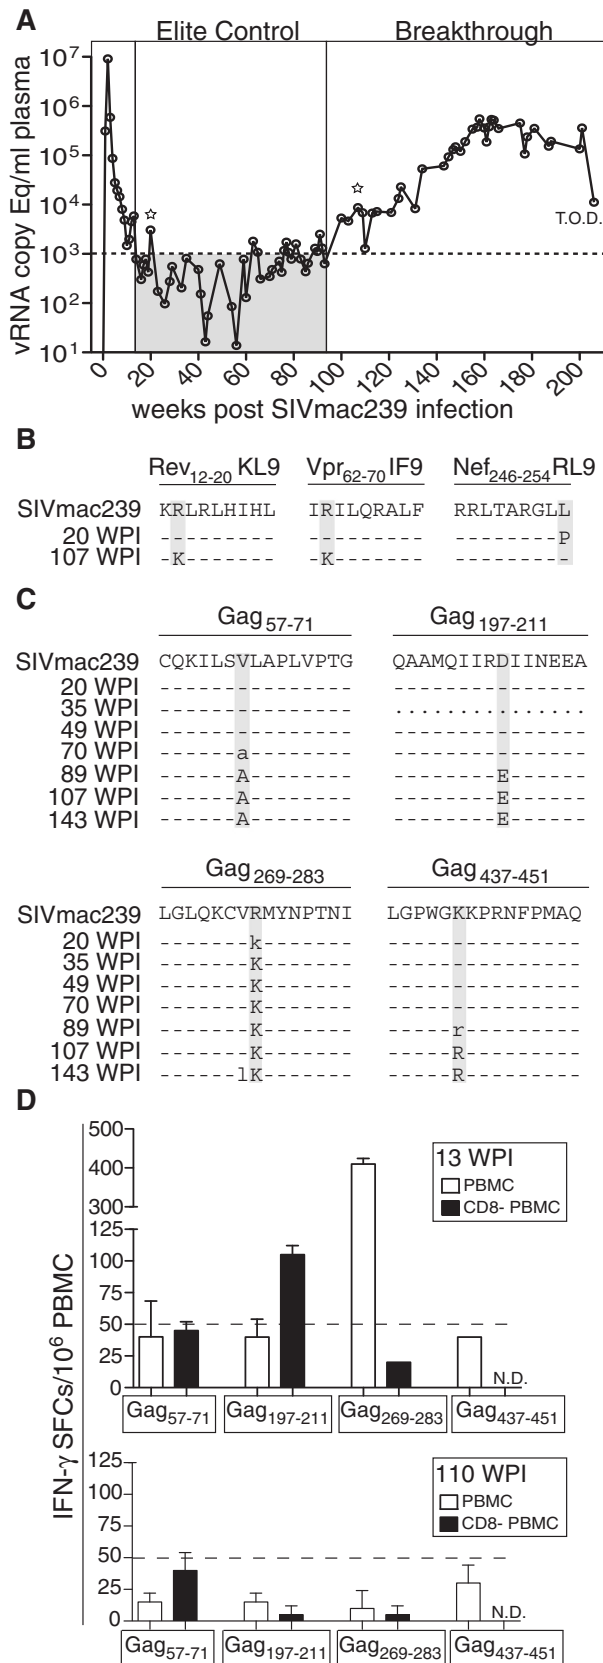 A
Elite Control Breakthrough
vRNA copy Eq/ml plasma
10^7
10^6
10^5
10^4
10^3
10^2
10^1
T.O.D.
0 20 40 60 80 100 120 140 160 180 200
weeks post SIVmac239 infection
B
Rev12-20 KL9 Vpr62-70 IF9 Nef246-254RL9
SIVmac239 KRLRLHIHL IRILQRALF RRLTARGLL
20 WPI --------- --------- --------P
107 WPI -K------- -K------- ---------
C
Gag57-71 Gag197-211
SIVmac239 CQKILSVLAPLVPTG QAAMQIIRDIINEEA
20 WPI --------------- ---------------
35 WPI --------------- ...............
49 WPI --------------- ---------------
70 WPI ------a-------- ---------------
89 WPI ------A-------- --------E------
107 WPI ------A-------- --------E------
143 WPI ------A-------- --------E------
Gag269-283 Gag437-451
SIVmac239 LGLQKCVRMYNPTNI LGPWGKKPRNFPMAQ
20 WPI -------k------- ---------------
35 WPI -------K------- ---------------
49 WPI -------K------- ---------------
70 WPI -------K------- ---------------
89 WPI -------K------- -----r---------
107 WPI -------K------- -----R---------
143 WPI ------lK------- -----R---------
D
IFN-γ SFCs/10^6 PBMC
500
400
300
125
100
75
50
25
0
13 WPI
PBMC
CD8- PBMC
N.D.
Gag57-71 Gag197-211 Gag269-283 Gag437-451
125
100
75
50
25
0
110 WPI
PBMC
CD8- PBMC
N.D.
Gag57-71 Gag197-211 Gag269-283 Gag437-451